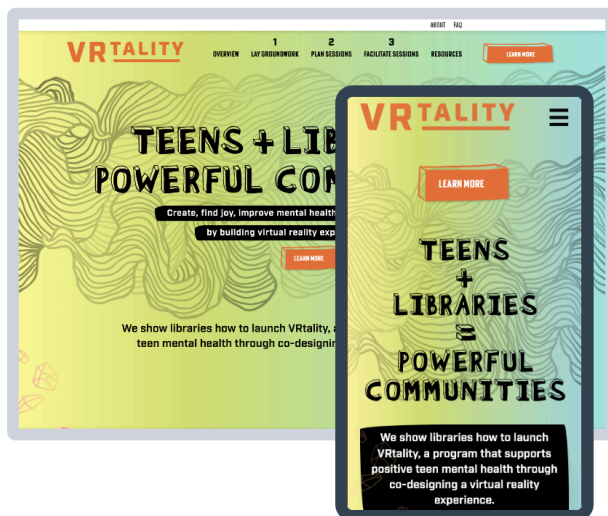 ABOUT FAQ
VRTALITY
1 2 3
OVERVIEW LAY GROUNDWORK PLAN SESSIONS FACILITATE SESSIONS RESOURCES LEARN MORE
TEENS + LIB
POWERFUL COM
Create, find joy, improve mental health
by building virtual reality exp
LEARN MORE
We show libraries how to launch VRtality, a
teen mental health through co-designin
VRTALITY
LEARN MORE
TEENS
+
LIBRARIES
=
POWERFUL
COMMUNITIES
We show libraries how to launch
VRtality, a program that supports
positive teen mental health through
co-designing a virtual reality
experience.